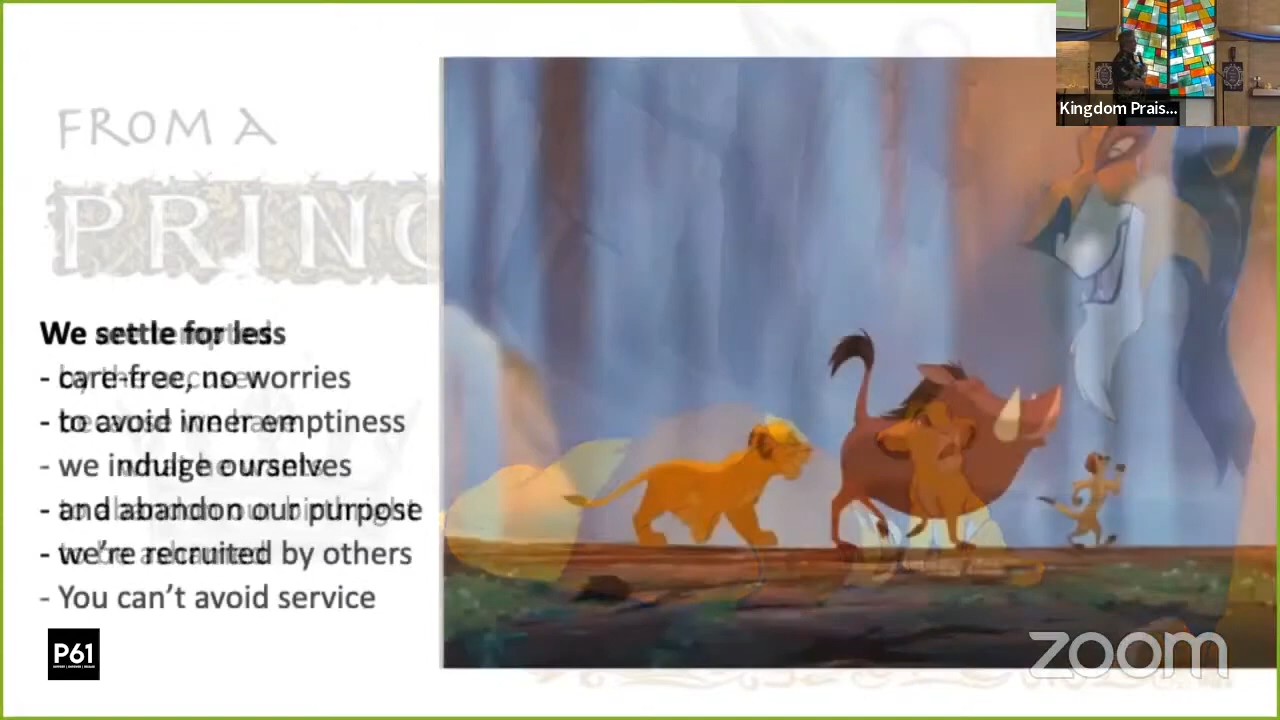 Kingdom Prais...
FROM A
PRINC
We settle for less
- care-free, no worries
- to avoid inner emptiness
- we indulge ourselves
- and abandon our purpose
- we're recruited by others
- You can't avoid service
P61
zoom